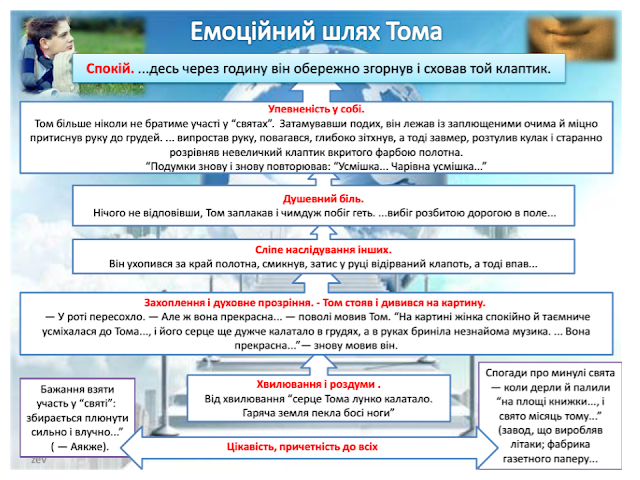 Емоційний шлях Тома
Спокій. ...десь через годину він обережно згорнув і сховав той клаптик.
Упевненість у собі.
Том більше ніколи не братиме участі у “святах”. Затамувавши подих, він лежав із заплющеними очима й міцно
притиснув руку до грудей. ... випростав руку, повагався, глибоко зітхнув, а тоді завмер, розтулив кулак і старанно
розрівняв невеличкий клаптик вкритого фарбою полотна.
“Подумки знову і знову повторював: “Усмішка... Чарівна усмішка...”
Душевний біль.
Нічого не відповівши, Том заплакав і чимдуж побіг геть. ...вибіг розбитою дорогою в поле...
Сліпе наслідування інших.
Він ухопився за край полотна, смикнув, затис у руці відірваний клапоть, а тоді впав...
Захоплення і духовне прозріння. - Том стояв і дивився на картину.
— У роті пересохло. — Але ж вона прекрасна... — поволі мовив Том. “На картині жінка спокійно й таємниче
усміхалася до Тома..., і його серце ще дужче калатало в грудях, а в руках бриніла незнайома музика. ... Вона
прекрасна...”— знову мовив він.
Хвилювання і роздуми .
Від хвилювання “серце Тома лунко калатало.
Гаряча земля пекла босі ноги”
Бажання взяти
участь у “святі”:
збирається плюнути
сильно і влучно...”
( — Аякже).
Цікавість, причетність до всіх
Спогади про минулі свята
— коли дерли й палили
“на площі книжки..., і
свято місяць тому...”
(завод, що виробляв
літаки; фабрика
газетного паперу...
zev